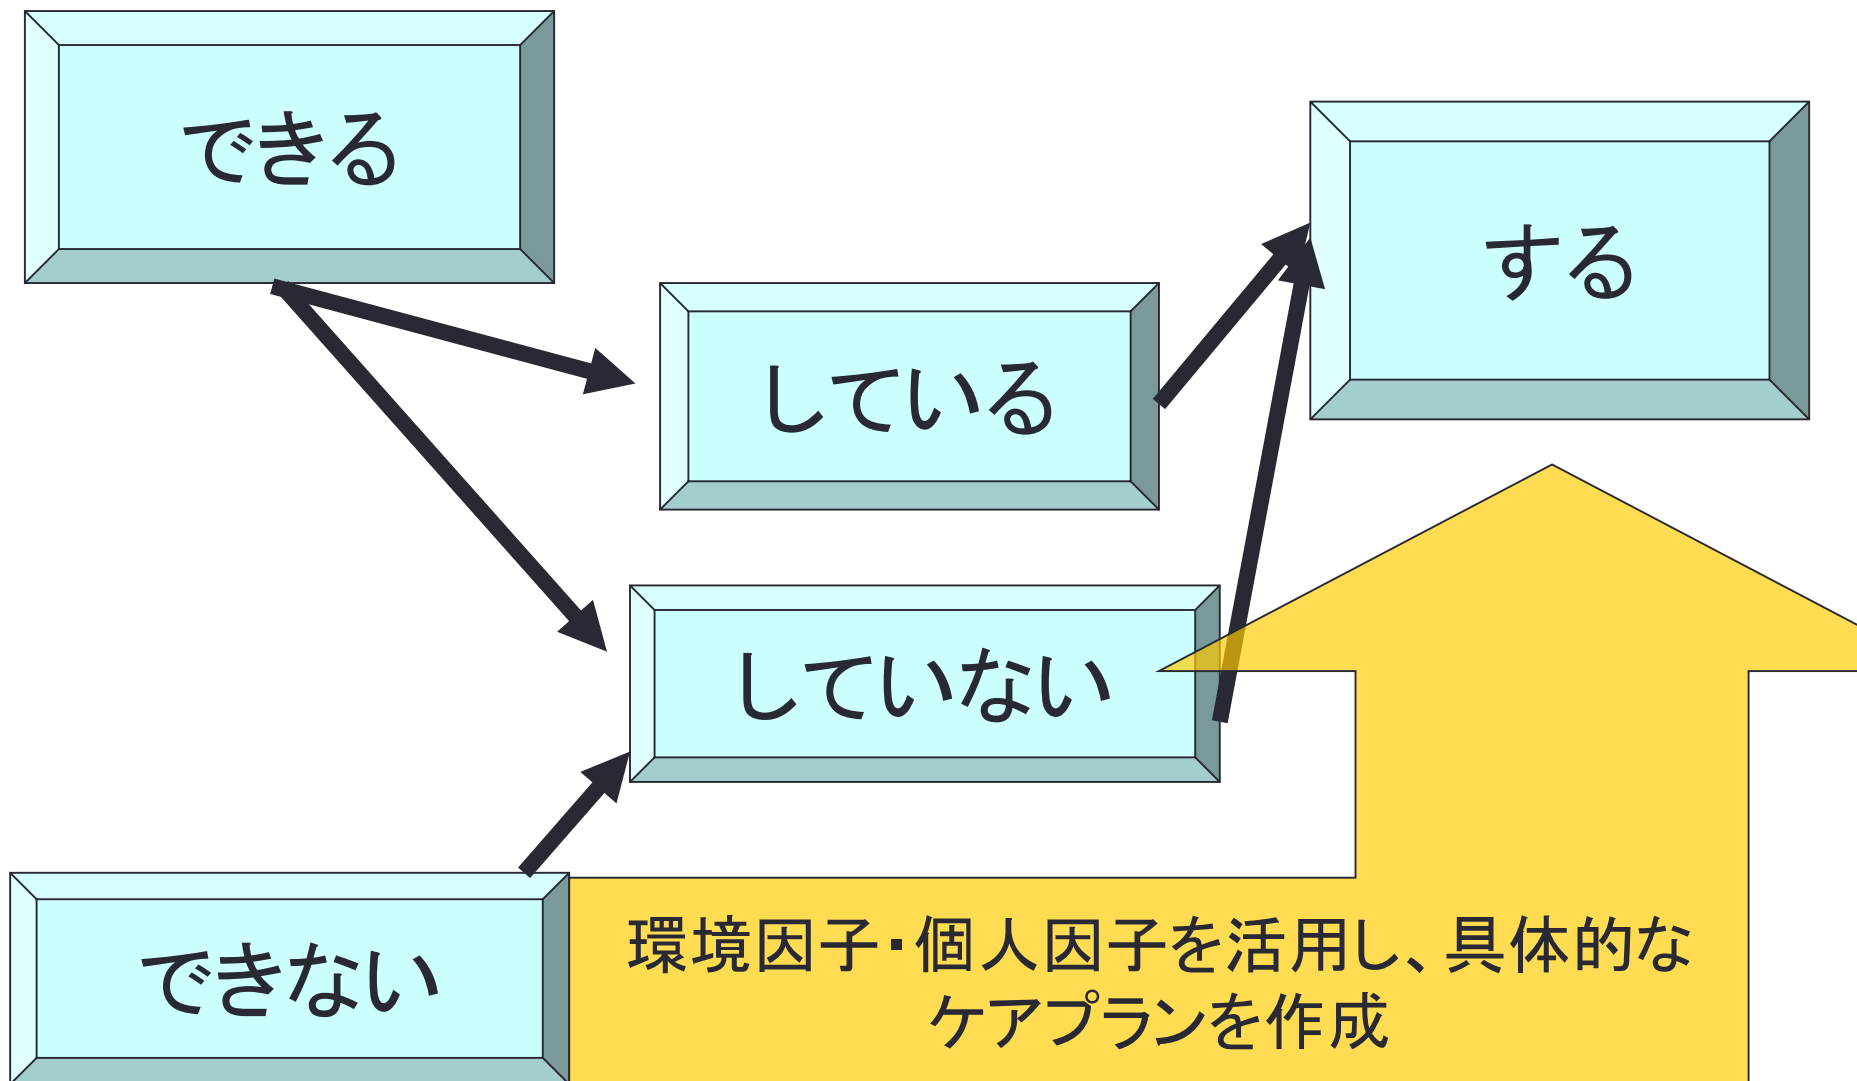 できる
する
している
していない
できない
環境因子・個人因子を活用し、具体的な
ケアプランを作成